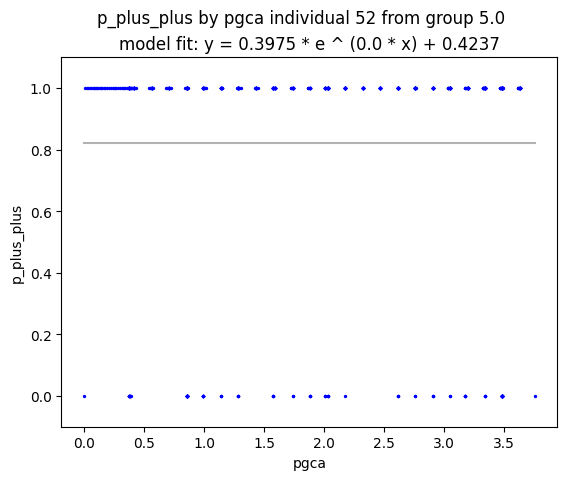 p_plus_plus by pgca individual 52 from group 5.0
model fit: y = 0.3975 * e ^ (0.0 * x) + 0.4237
p_plus_plus
1.0
0.8
0.6
0.4
0.2
0.0
0.0 0.5 1.0 1.5 2.0 2.5 3.0 3.5
pgca